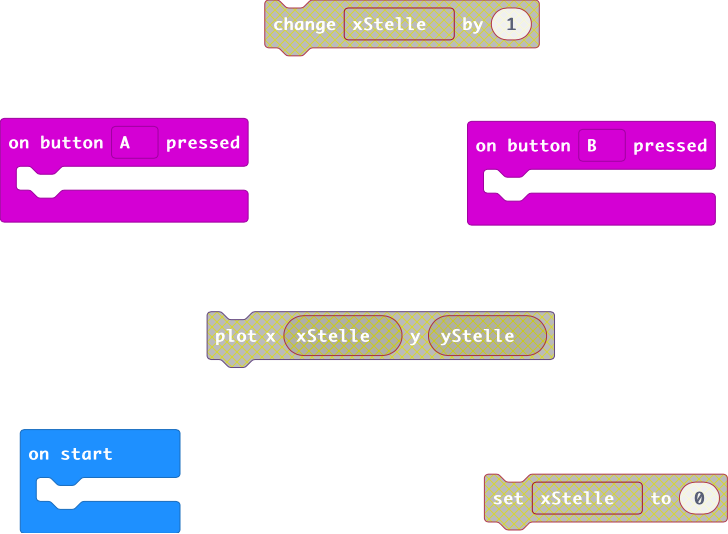 change xStelle by 1
on button A pressed
on button B pressed
plot x xStelle y yStelle
on start
set xStelle to 0